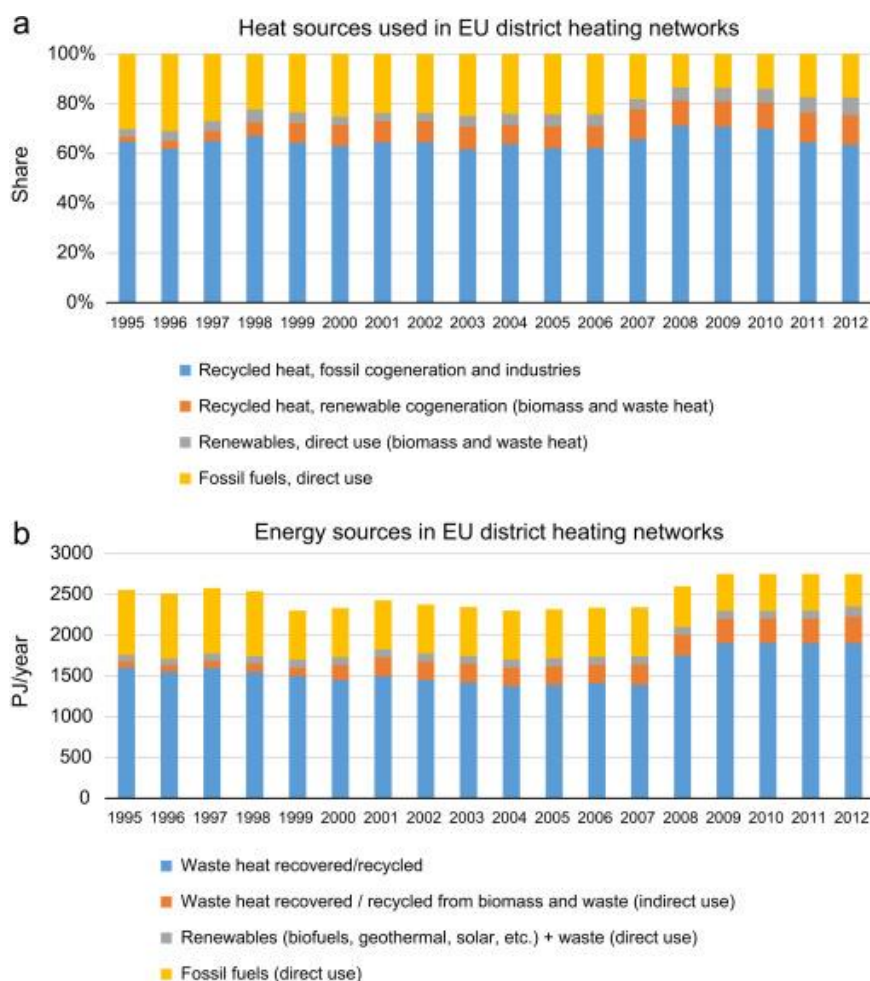 a
Heat sources used in EU district heating networks
100%
80%
60%
40%
20%
0%
Share
1995 1996 1997 1998 1999 2000 2001 2002 2003 2004 2005 2006 2007 2008 2009 2010 2011 2012
Recycled heat, fossil cogeneration and industries
Recycled heat, renewable cogeneration (biomass and waste heat)
Renewables, direct use (biomass and waste heat)
Fossil fuels, direct use
b
Energy sources in EU district heating networks
3000
2500
2000
1500
1000
500
0
PJ/year
1995 1996 1997 1998 1999 2000 2001 2002 2003 2004 2005 2006 2007 2008 2009 2010 2011 2012
Waste heat recovered/recycled
Waste heat recovered / recycled from biomass and waste (indirect use)
Renewables (biofuels, geothermal, solar, etc.) + waste (direct use)
Fossil fuels (direct use)